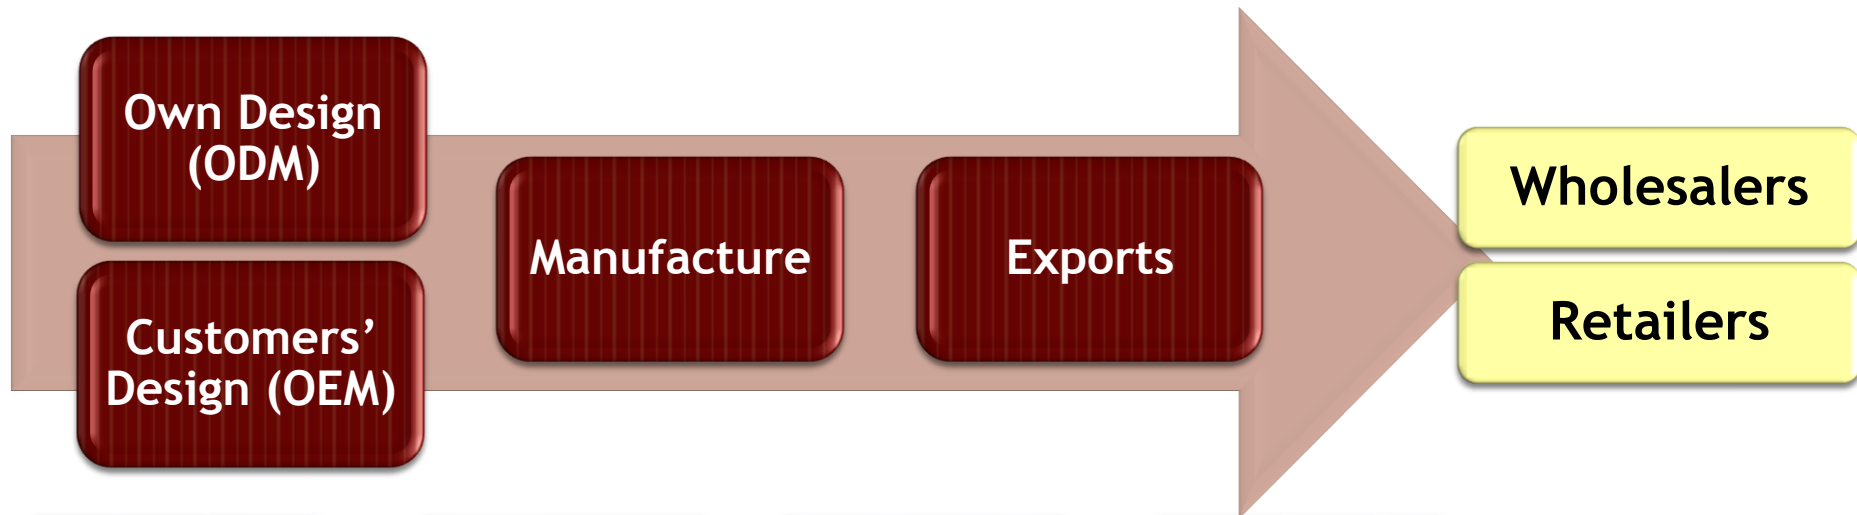 Own Design
(ODM)
Customers’
Design (OEM)
Manufacture
Exports
Wholesalers
Retailers